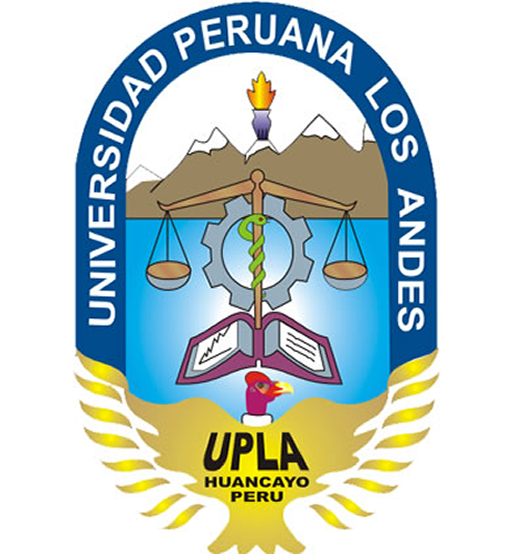 UNIVERSIDAD PERUANA LOS ANDES
UPLA
HUANCAYO
PERU